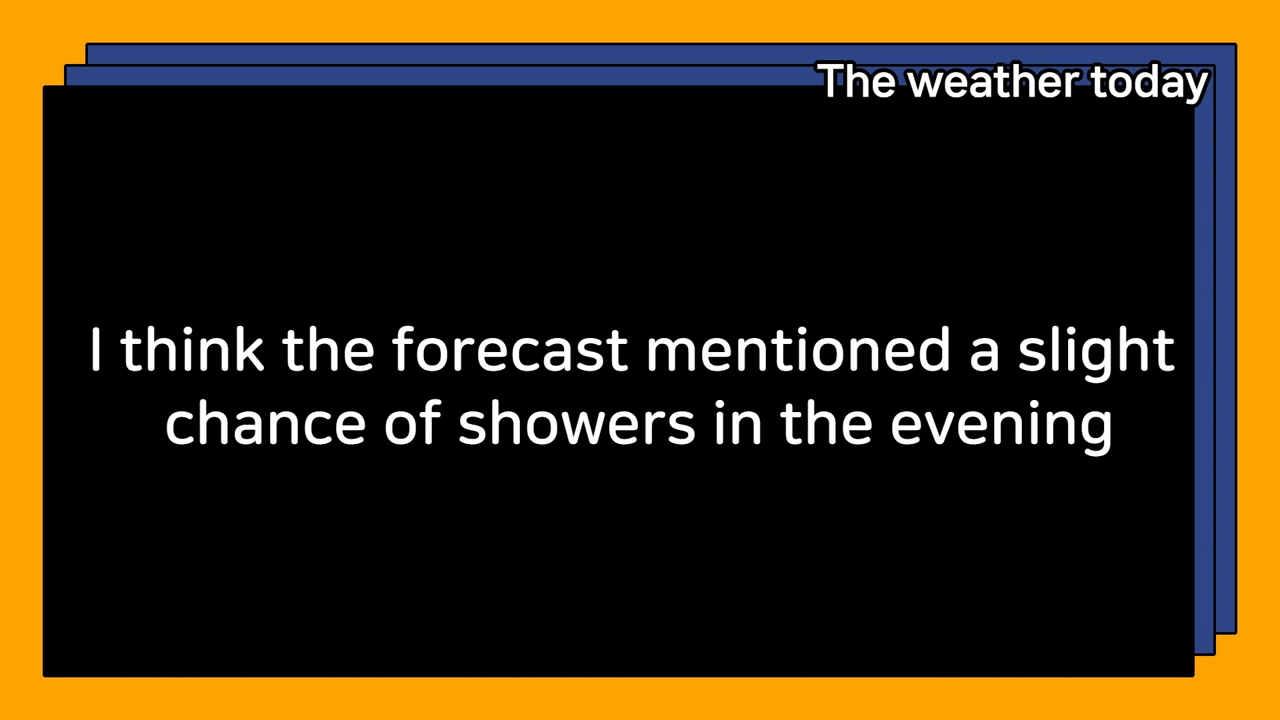 The weather today
I think the forecast mentioned a slight
chance of showers in the evening